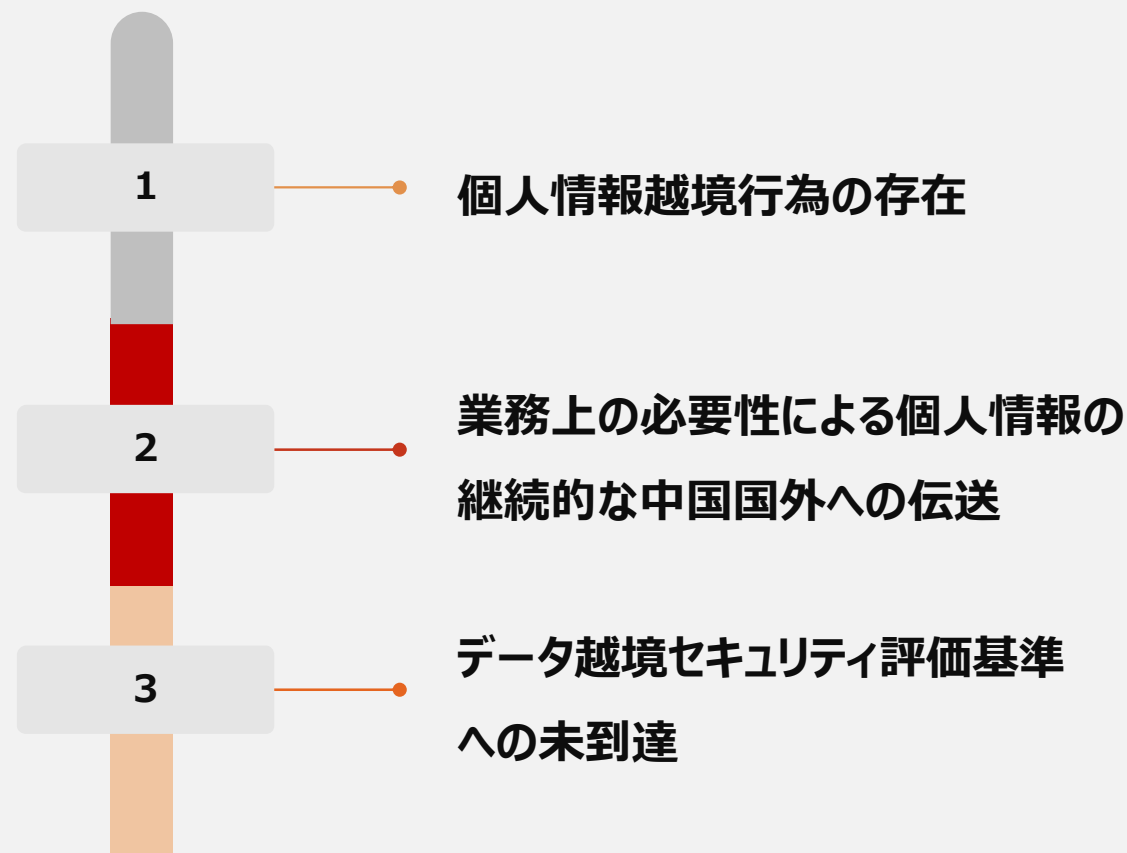 1
個人情報越境行為の存在
2
業務上の必要性による個人情報の
継続的な中国国外への伝送
3
データ越境セキュリティ評価基準
への未到達